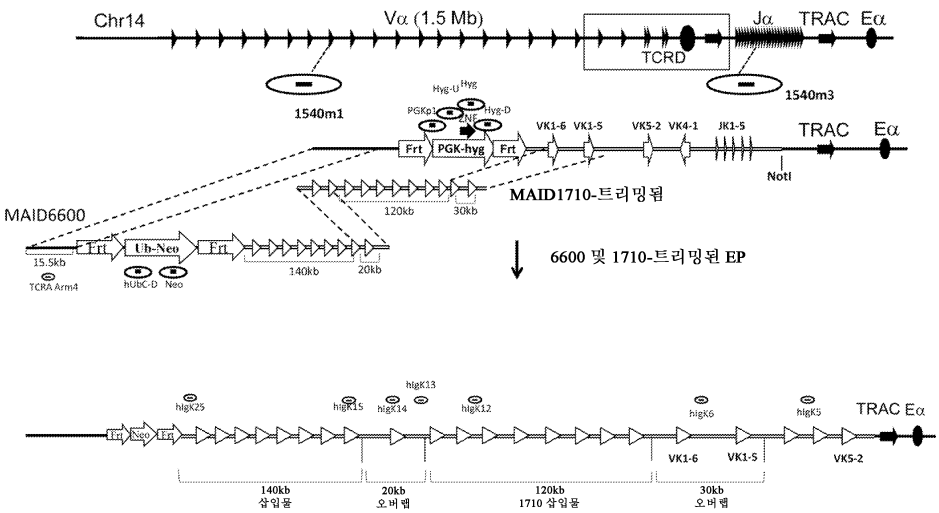 Chr14
Vα (1.5 Mb)
Jα
TRAC
Eα
TCRD
1540m1
1540m3
Hyg-U
Hyg
PGKp1
Hyg-D
Frt
PGK-hyg
Frt
VK1-6
VK1-5
VK5-2
VK4-1
JK1-5
TRAC
Eα
NotI
120kb
30kb
MAID1710-트리밍됨
MAID6600
Frt
Ub-Neo
Frt
15.5kb
TCRA Arm4
hUbC-D
Neo
140kb
20kb
6600 및 1710-트리밍된 EP
hIgK25
hIgK15
hIgK14
hIgK13
hIgK12
hIgK6
hIgK5
TRAC
Eα
Frt
Neo
Frt
VK1-6
VK1-5
VK5-2
140kb
삽입물
20kb
오버랩
120kb
1710 삽입물
30kb
오버랩